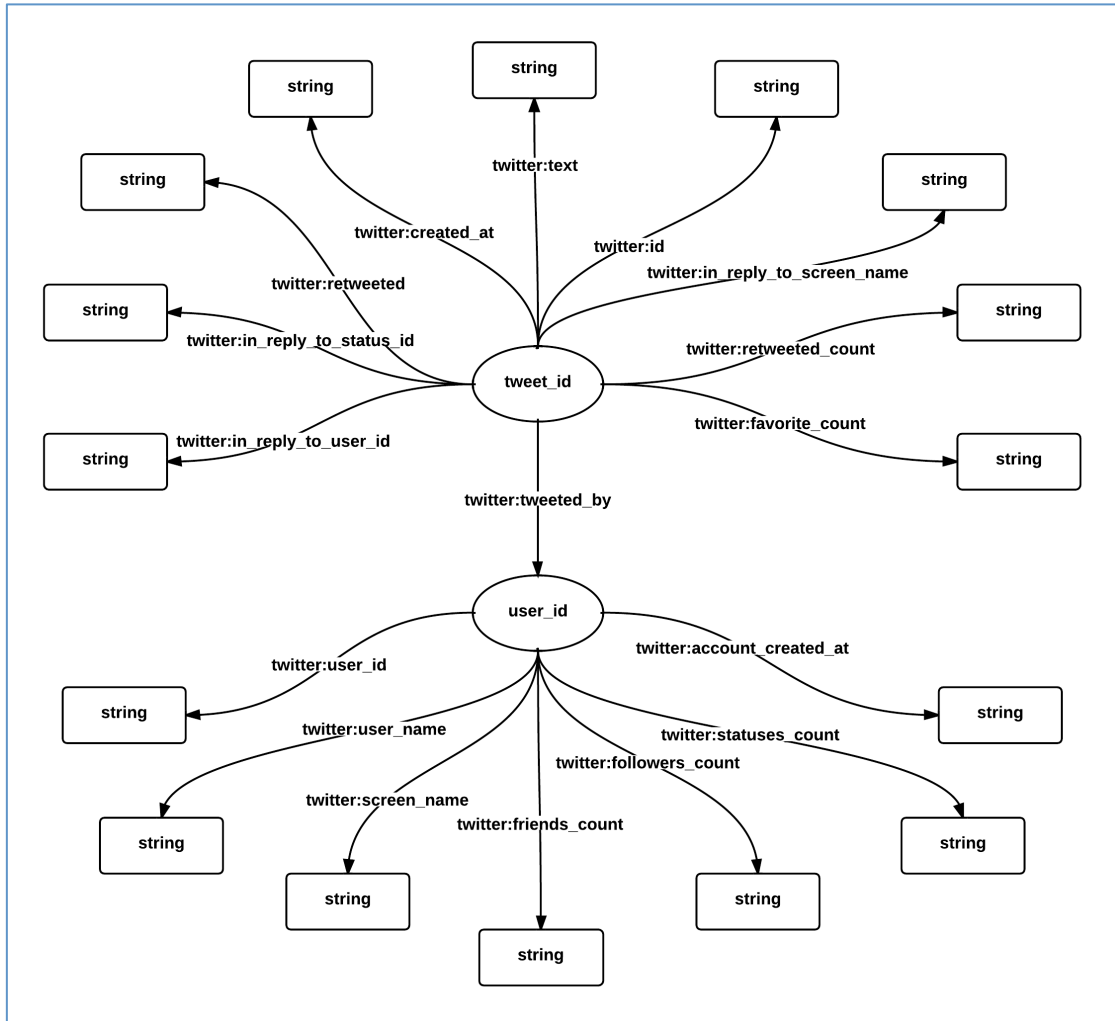 string
string
string
twitter:text
string
string
twitter:created_at
twitter:id
twitter:in_reply_to_screen_name
twitter:retweeted
string
string
twitter:in_reply_to_status_id
twitter:retweeted_count
tweet_id
twitter:favorite_count
twitter:in_reply_to_user_id
string
string
twitter:tweeted_by
user_id
twitter:account_created_at
twitter:user_id
string
string
twitter:user_name
twitter:statuses_count
twitter:followers_count
twitter:screen_name
twitter:friends_count
string
string
string
string
string